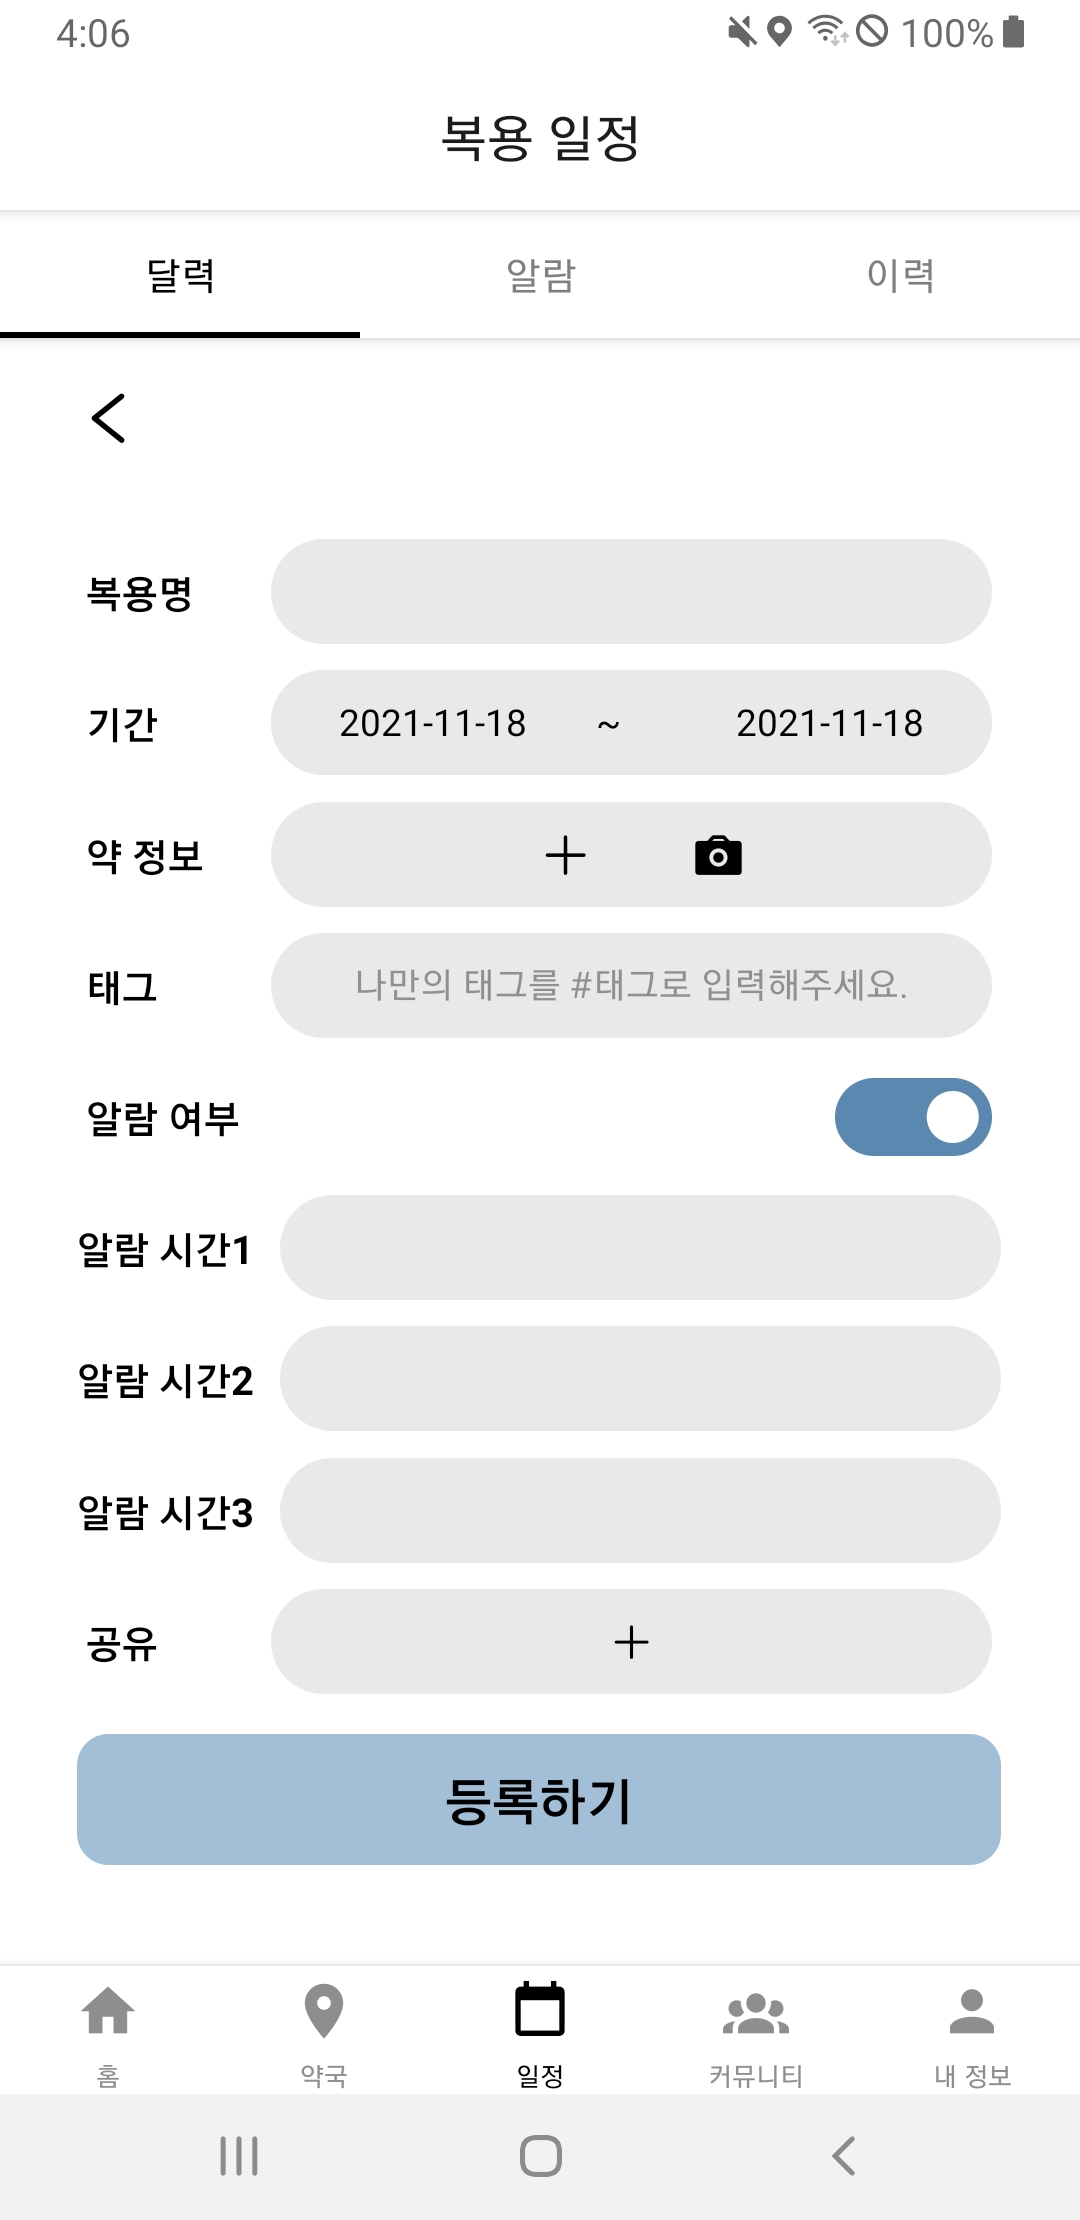 4:06 100%
복용 일정
달력 알람 이력
복용명
기간 2021-11-18 ~ 2021-11-18
약 정보
태그 나만의 태그를 #태그로 입력해주세요.
알람 여부
알람 시간1
알람 시간2
알람 시간3
공유
등록하기
홈 약국 일정 커뮤니티 내 정보